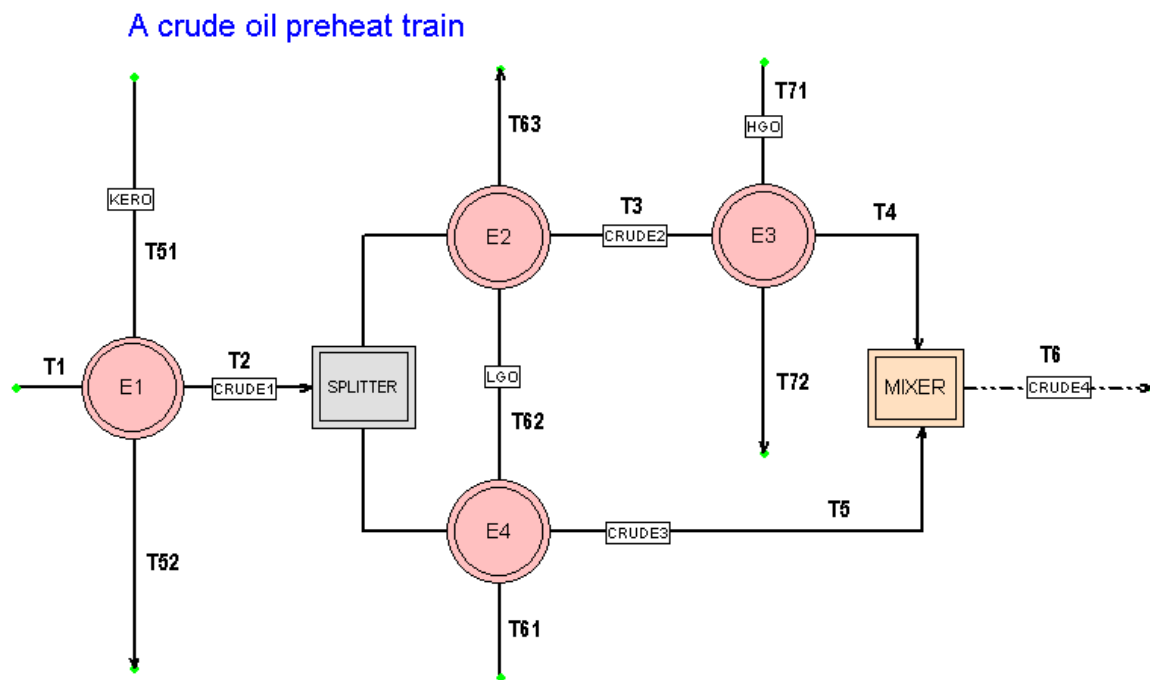 A crude oil preheat train
T63
T71
HGO
KERO
T51
T3
T4
E2
CRUDE2
E3
T1
E1
T2
CRUDE1
SPLITTER
LGO
T62
T72
MIXER
T6
CRUDE4
T52
E4
CRUDE3
T5
T61